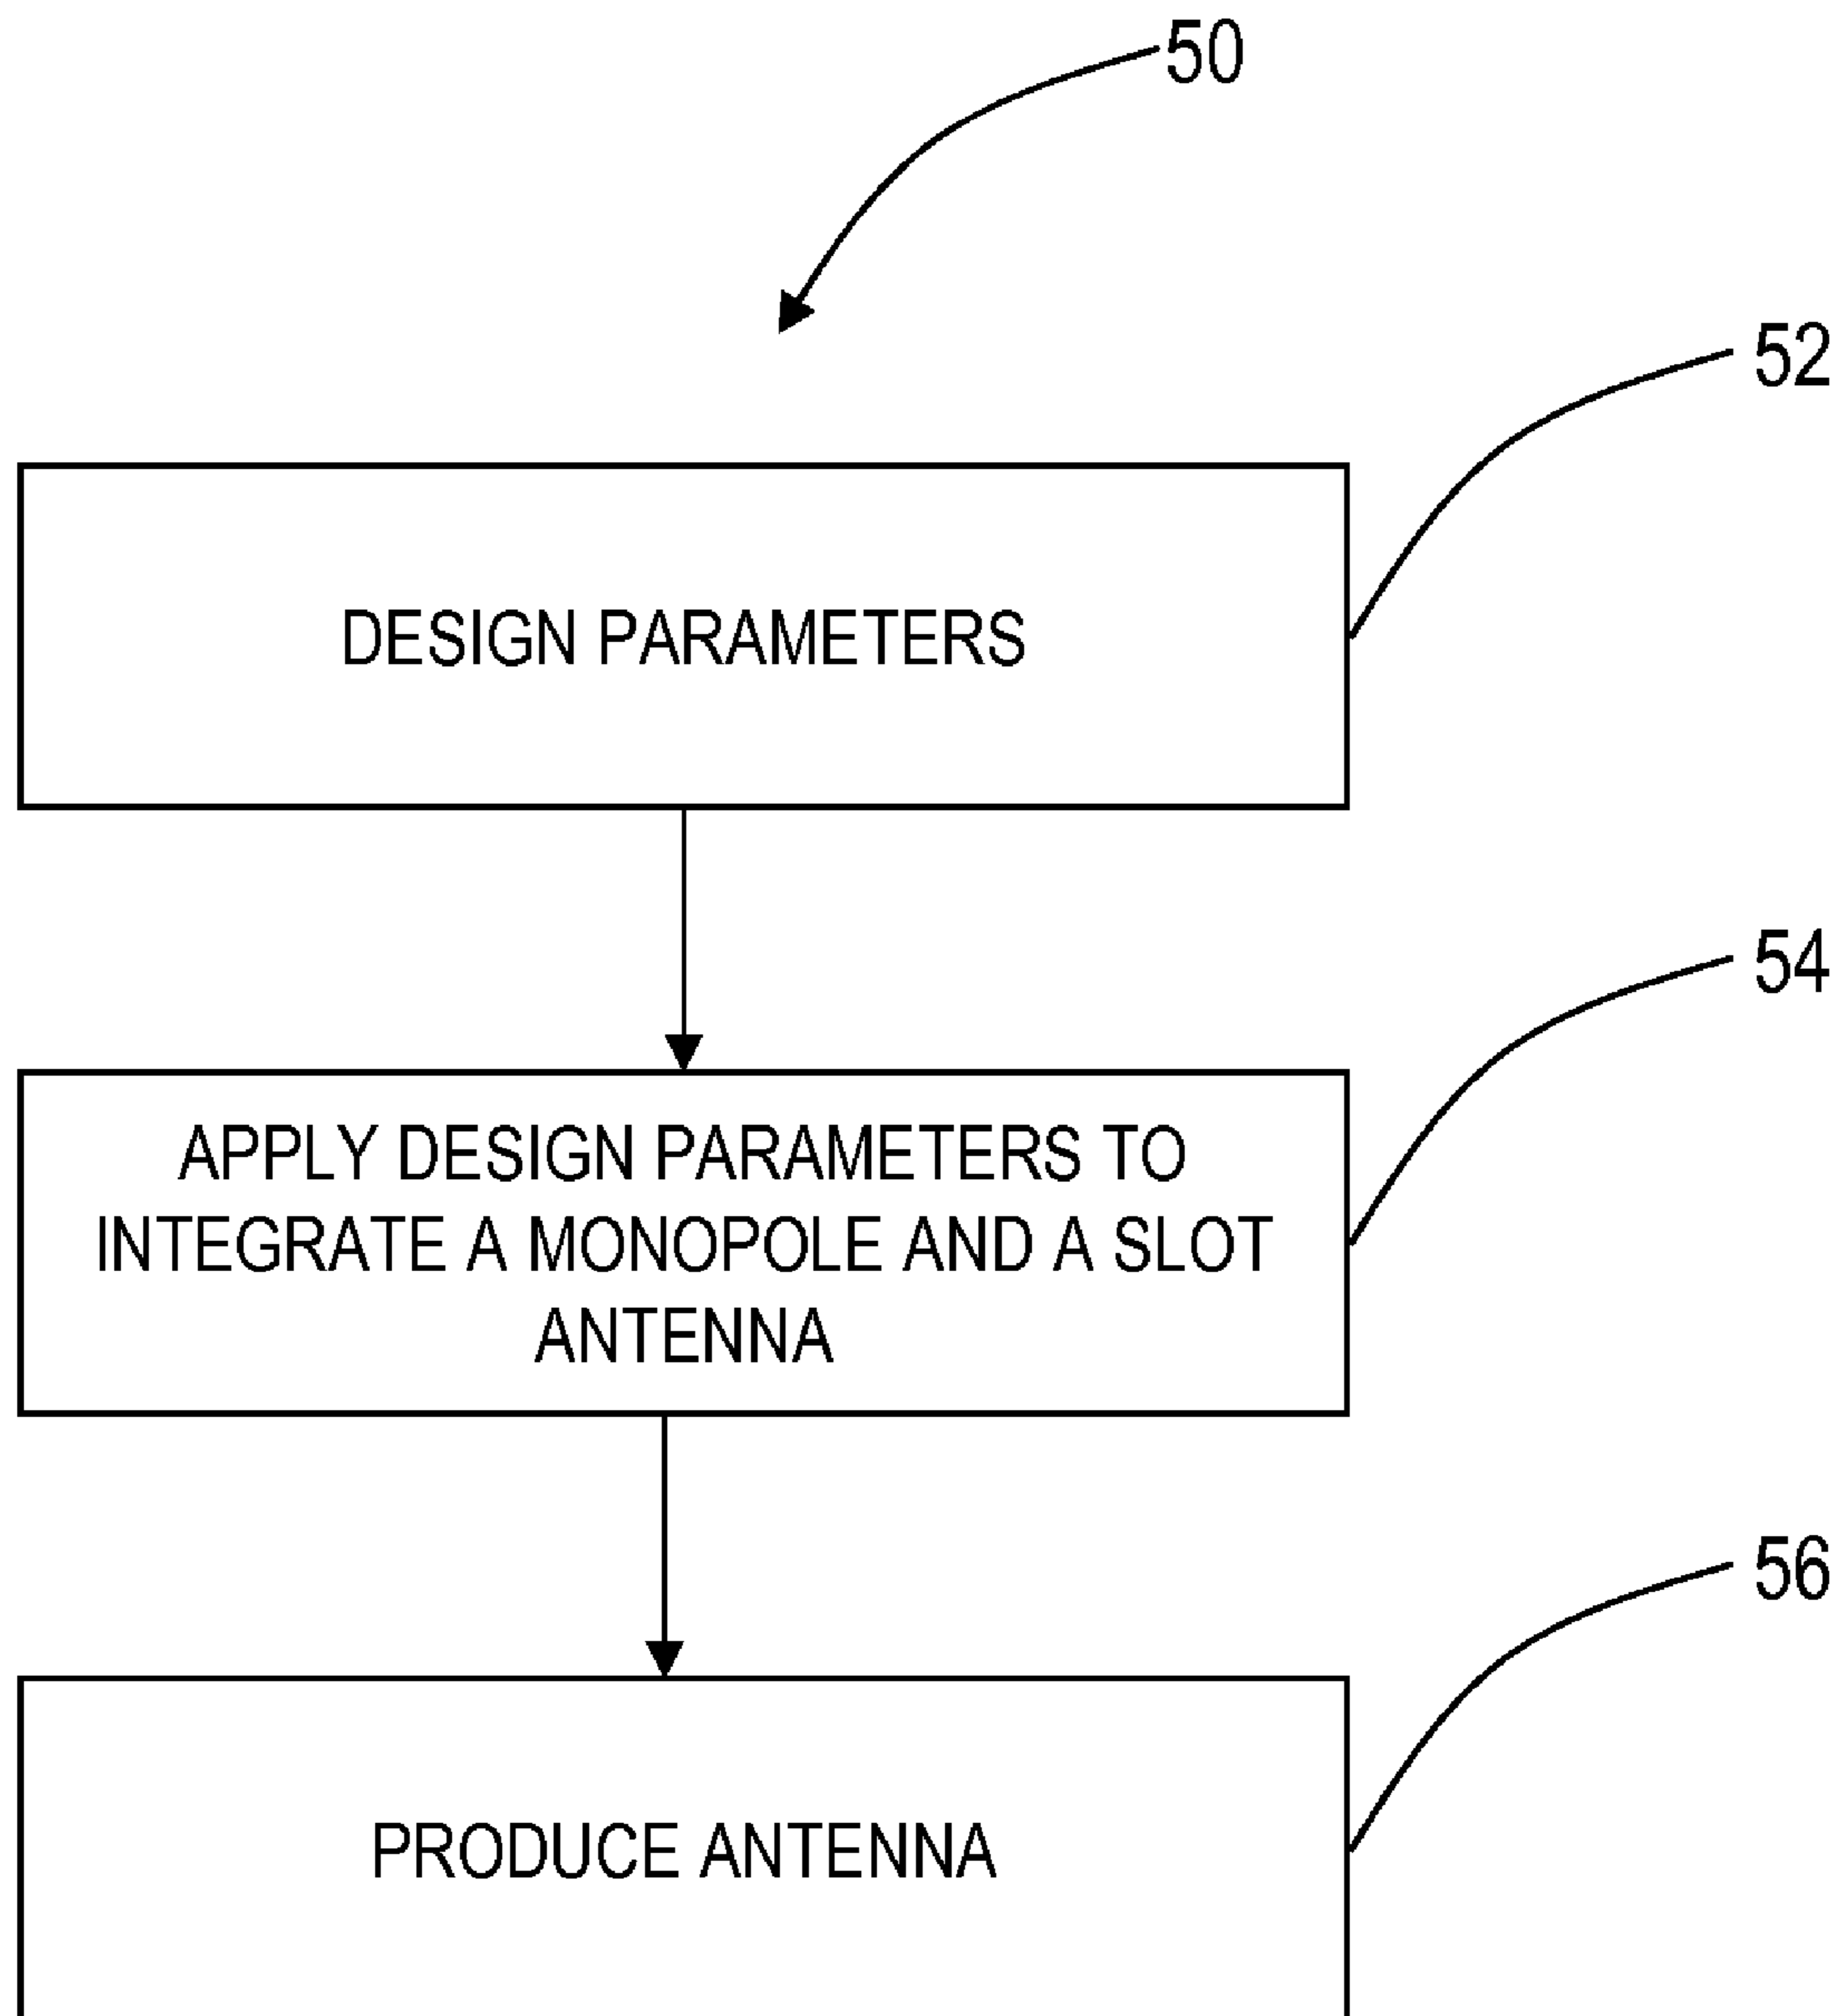 50
52
DESIGN PARAMETERS
54
APPLY DESIGN PARAMETERS TO
INTEGRATE A MONOPOLE AND A SLOT
ANTENNA
56
PRODUCE ANTENNA